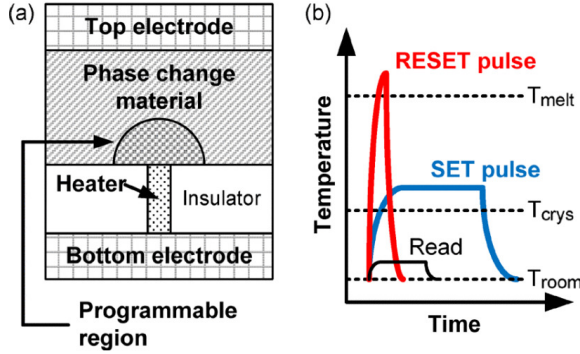 (a)
Top electrode
Phase change
material
Heater
Insulator
Bottom electrode
Programmable
region
(b)
RESET pulse
Tmelt
SET pulse
Tcrys
Read
Troom
Temperature
Time